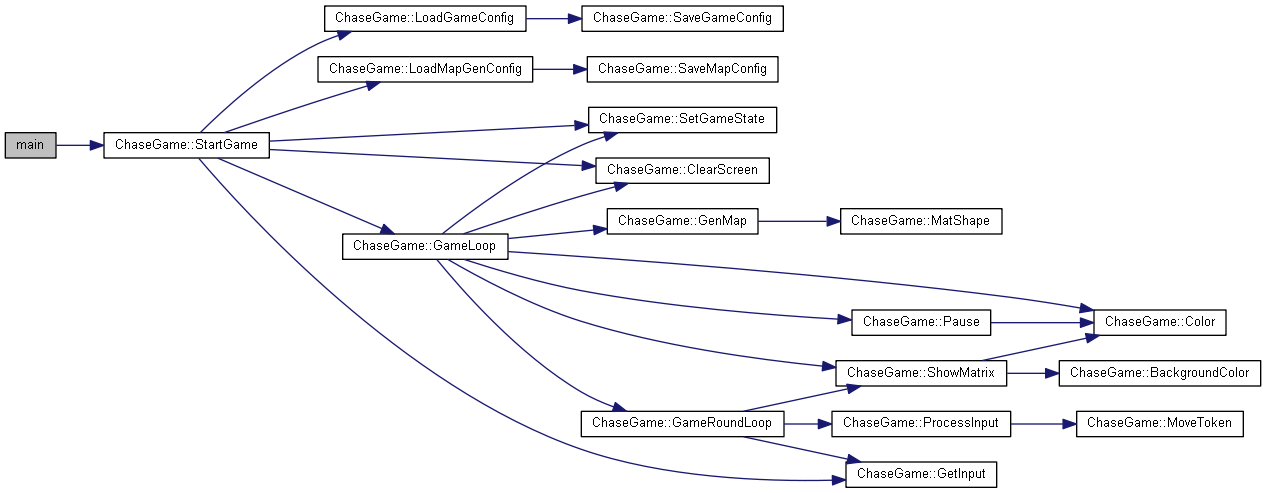 ChaseGame::LoadGameConfig
ChaseGame::SaveGameConfig
ChaseGame::LoadMapGenConfig
ChaseGame::SaveMapConfig
ChaseGame::SetGameState
main
ChaseGame::StartGame
ChaseGame::ClearScreen
ChaseGame::GenMap
ChaseGame::MatShape
ChaseGame::GameLoop
ChaseGame::Pause
ChaseGame::Color
ChaseGame::ShowMatrix
ChaseGame::BackgroundColor
ChaseGame::GameRoundLoop
ChaseGame::ProcessInput
ChaseGame::MoveToken
ChaseGame::GetInput